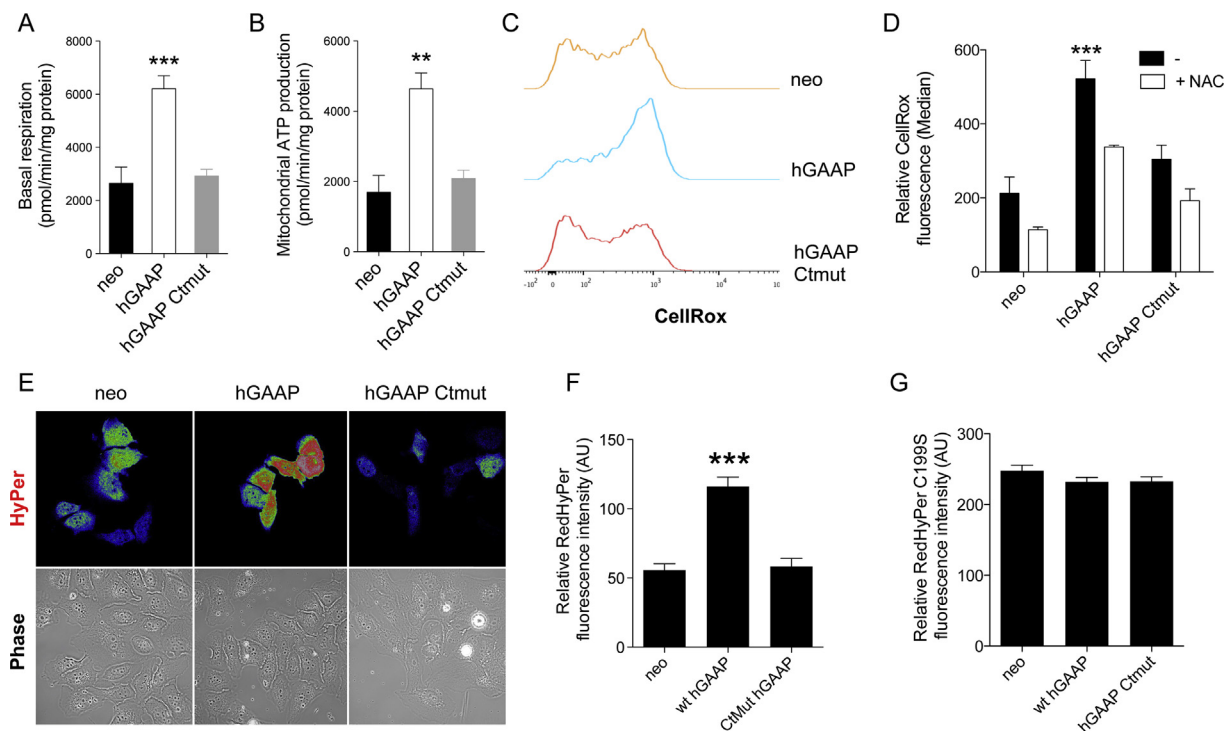 A
Basal respiration
(pmol/min/mg protein)
8000
6000
4000
2000
0
***
neo
hGAAP
hGAAP Ctmut
B
Mitochondrial ATP production
(pmol/min/mg protein)
6000
4000
2000
0
**
neo
hGAAP
hGAAP Ctmut
C
neo
hGAAP
hGAAP
Ctmut
-10² 0 10² 10³ 10⁴
CellRox
D
Relative CellRox
fluorescence (Median)
600
400
200
0
***
-
+ NAC
neo
hGAAP
hGAAP Ctmut
E
neo hGAAP hGAAP Ctmut
HyPer
Phase
F
Relative RedHyPer
fluorescence intensity (AU)
150
100
50
0
***
neo
wt hGAAP
CtMut hGAAP
G
Relative RedHyPer C199S
fluorescence intensity (AU)
300
200
100
0
neo
wt hGAAP
hGAAP Ctmut